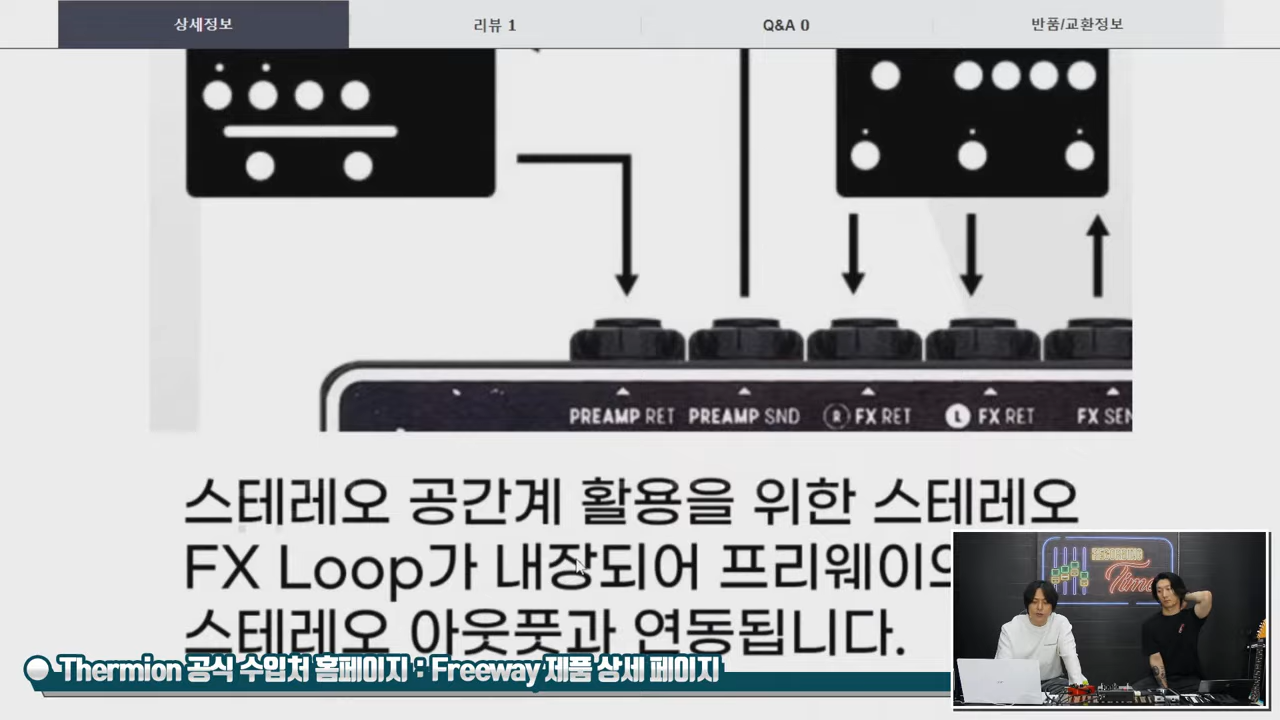 상세정보
리뷰 1
Q&A 0
반품/교환정보
PREAMP RET
PREAMP SND
R FX RET
L FX RET
FX SEN
스테레오 공간계 활용을 위한 스테레오
FX Loop가 내장되어 프리웨이의
스테레오 아웃풋과 연동됩니다.
Thermion 공식 수입처 홈페이지 : Freeway 제품 상세 페이지
RECORDING
Time